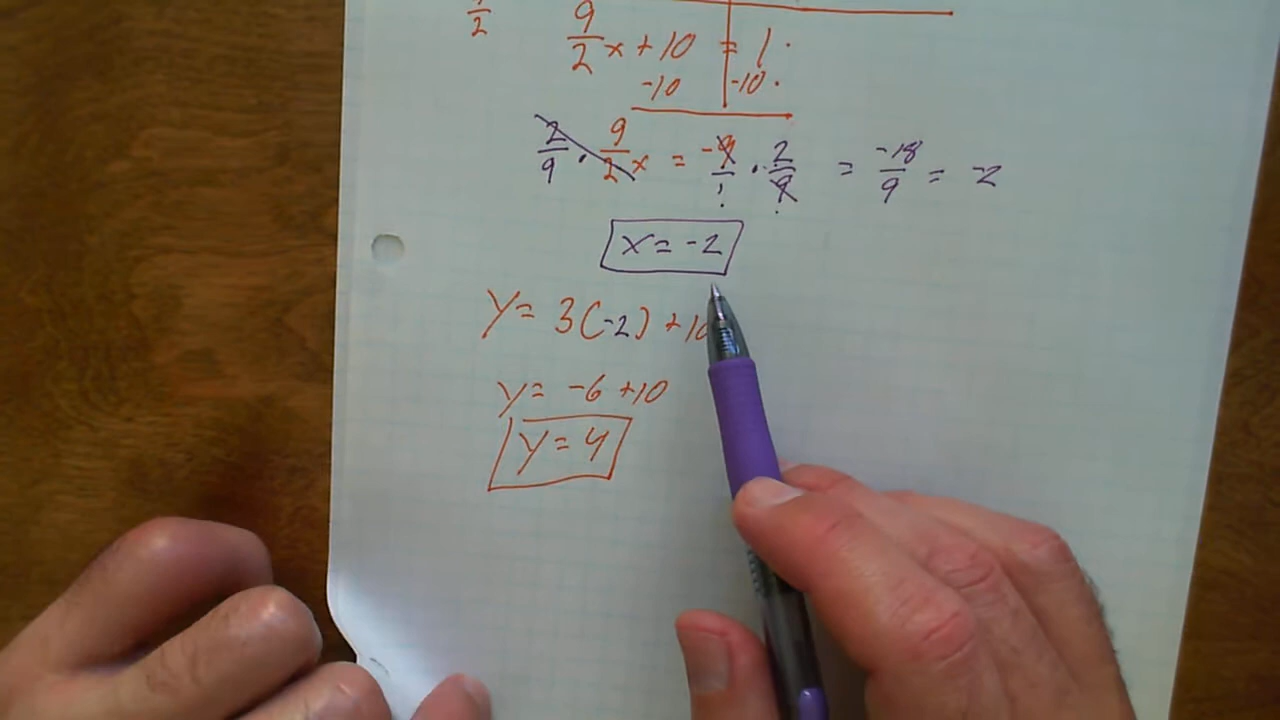 9/2 x + 10 = 1
-10 -10
2/9 · 9/2 x = -9/1 · 2/9 = -18/9 = -2
x = -2
y = 3(-2) + 10
y = -6 + 10
y = 4